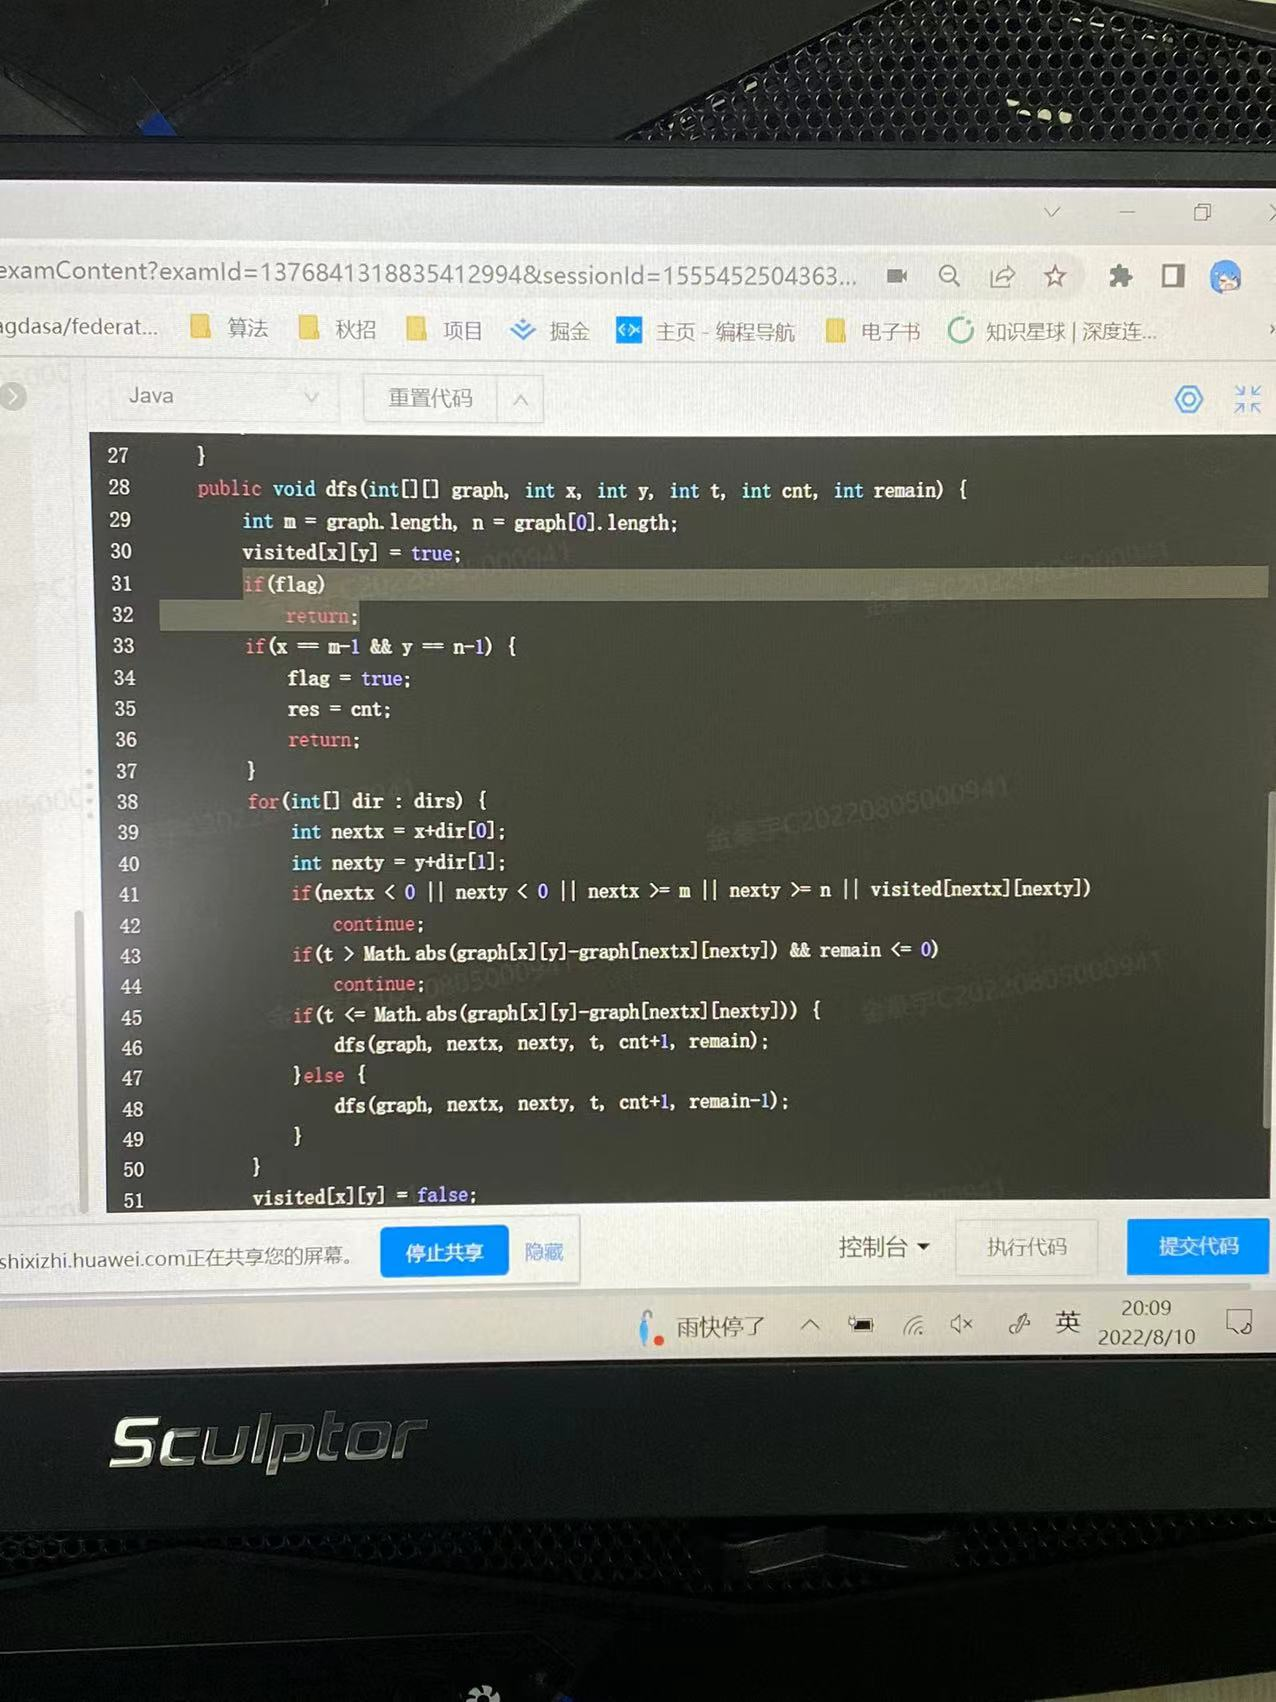 examContent?examId=1376841318835412994&sessionId=1555452504363...
agdasa/federat... 算法 秋招 项目 掘金 主页 - 编程导航 电子书 知识星球 | 深度连...
Java 重置代码
27 }
28 public void dfs(int[][] graph, int x, int y, int t, int cnt, int remain) {
29 int m = graph.length, n = graph[0].length;
30 visited[x][y] = true;
31 if(flag)
32 return;
33 if(x == m-1 && y == n-1) {
34 flag = true;
35 res = cnt;
36 return;
37 }
38 for(int[] dir : dirs) {
39 int nextx = x+dir[0];
40 int nexty = y+dir[1];
41 if(nextx < 0 || nexty < 0 || nextx >= m || nexty >= n || visited[nextx][nexty])
42 continue;
43 if(t > Math.abs(graph[x][y]-graph[nextx][nexty]) && remain <= 0)
44 continue;
45 if(t <= Math.abs(graph[x][y]-graph[nextx][nexty])) {
46 dfs(graph, nextx, nexty, t, cnt+1, remain);
47 }else {
48 dfs(graph, nextx, nexty, t, cnt+1, remain-1);
49 }
50 }
51 visited[x][y] = false;
shixizhi.huawei.com正在共享您的屏幕。 停止共享 隐藏 控制台 执行代码 提交代码
雨快停了 英 20:09
2022/8/10
Sculptor